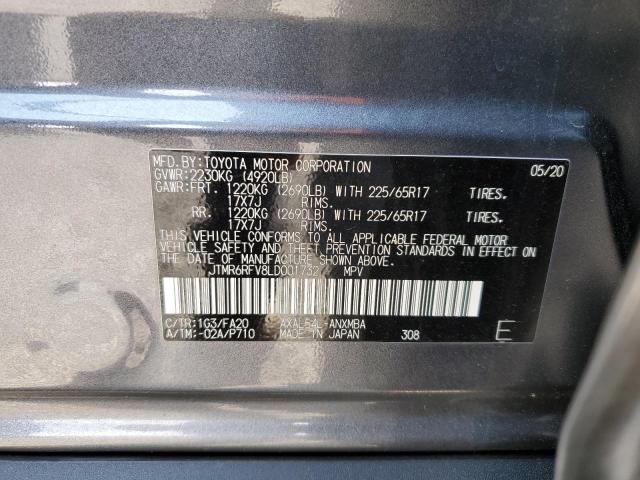 MFD. BY: TOYOTA MOTOR CORPORATION 05/20
GVWR: 2230KG (4920LB)
GAWR: FRT. 1220KG (2690LB) WITH 225/65R17 TIRES.
17X7J RIMS.
RR. 1220KG (2690LB) WITH 225/65R17 TIRES.
17X7J RIMS.
THIS VEHICLE CONFORMS TO ALL APPLICABLE FEDERAL MOTOR
VEHICLE SAFETY AND THEFT PREVENTION STANDARDS IN EFFECT ON
THE DATE OF MANUFACTURE SHOWN ABOVE.
JTMR6RFV8LD001732 MPV
C/TR: 1G3/FA20 AXAL54L-ANXMBA
A/TM: -02A/P710 MADE IN JAPAN 308 E